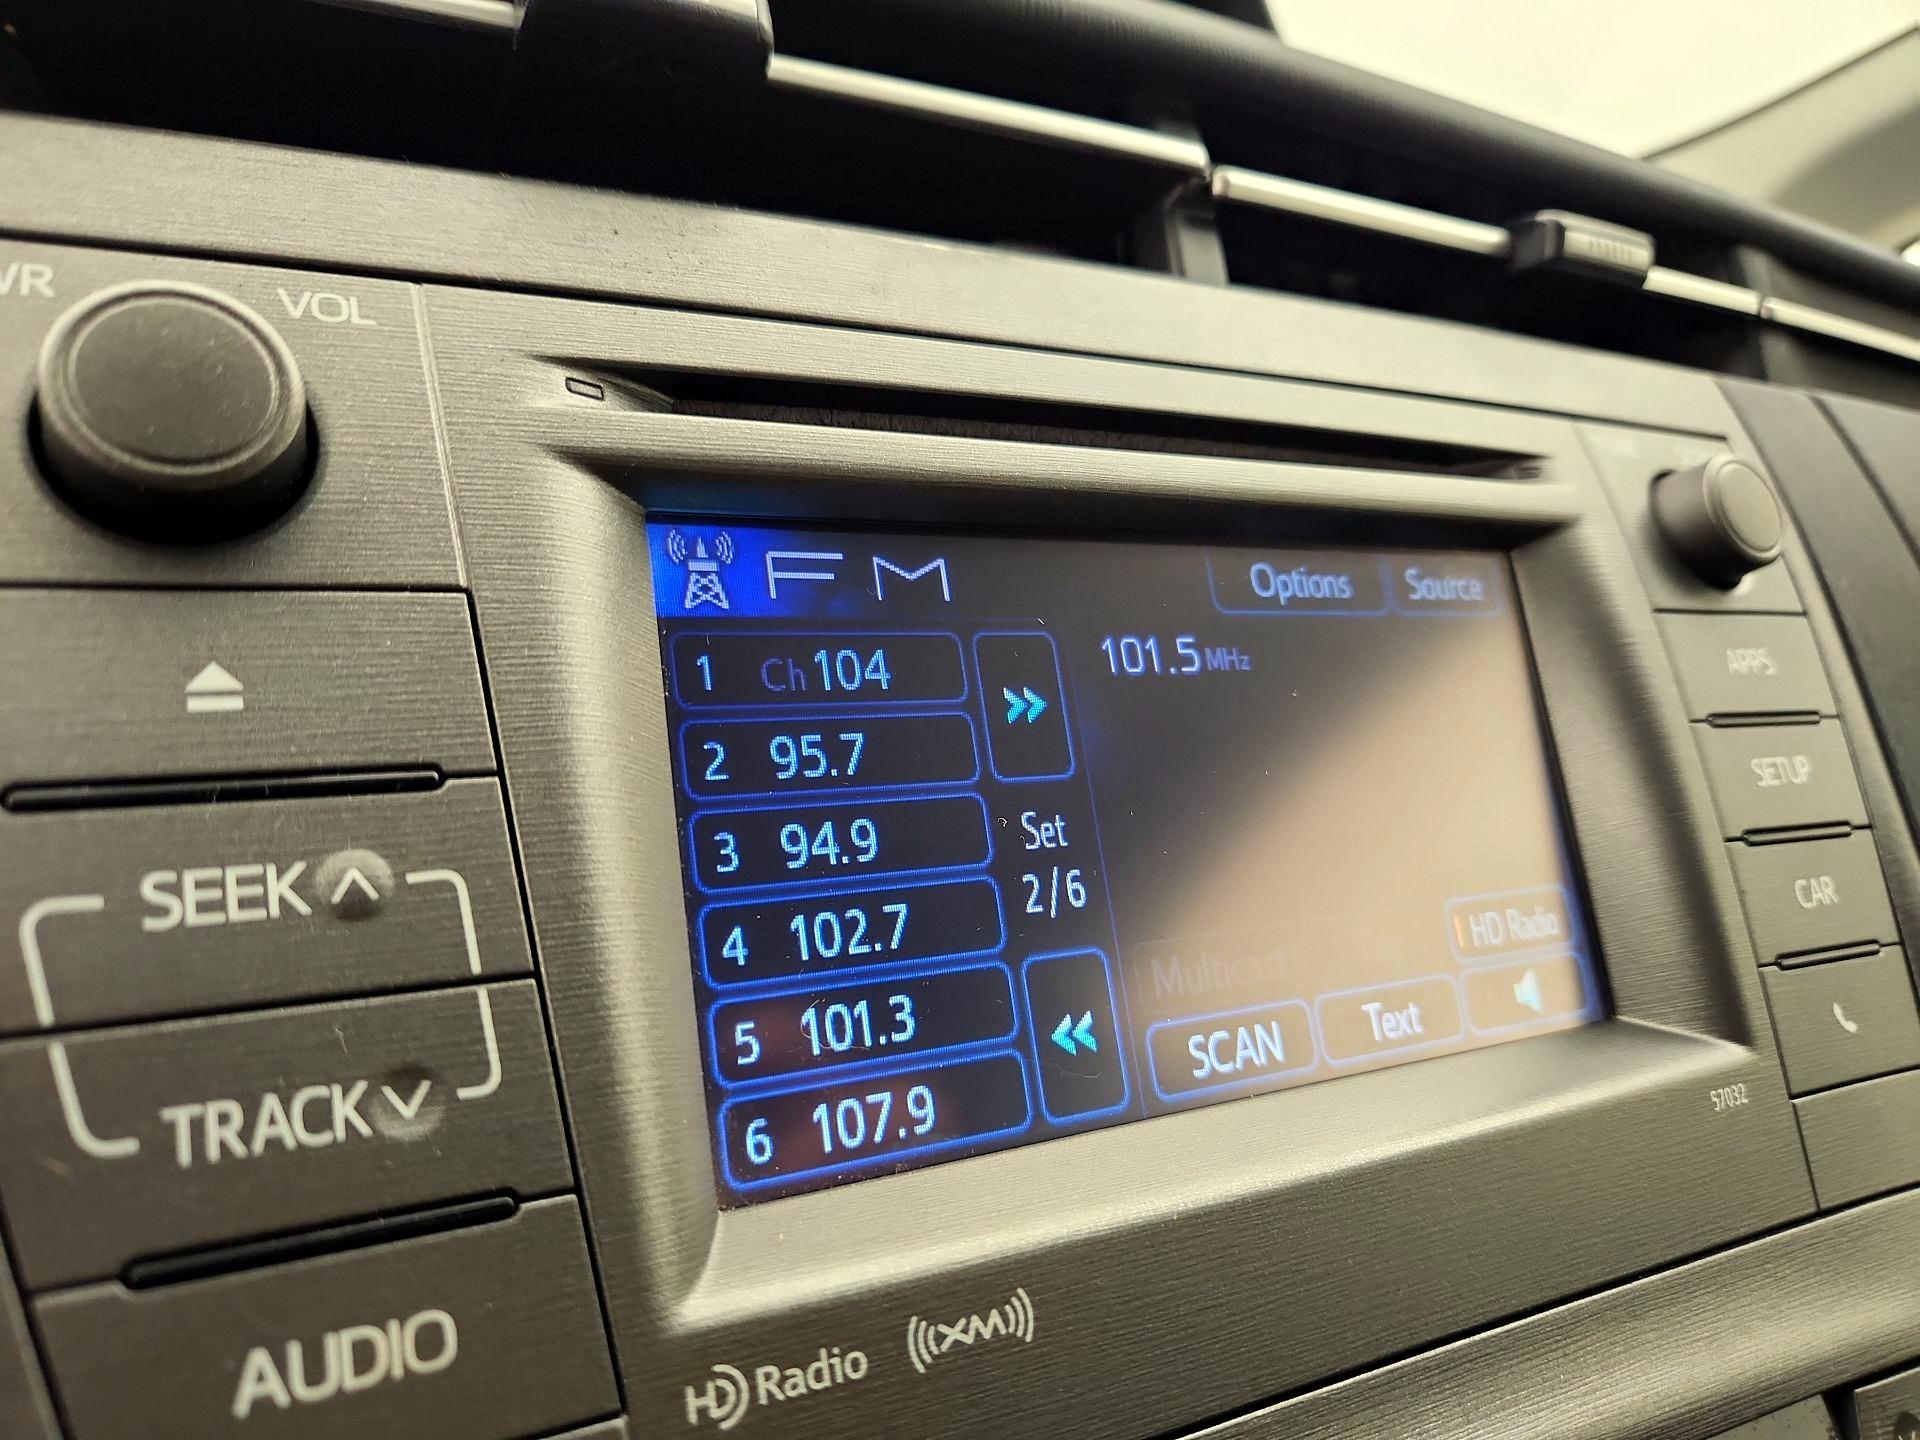 WR VOL
FM Options Source
1 Ch 104
101.5 MHz
2 95.7
3 94.9
Set
2/6
4 102.7
5 101.3
6 107.9
HD Radio
Multicast
SCAN Text
SEEK
TRACK
AUDIO
APPS
SETUP
CAR
57032
HD Radio ((XM))